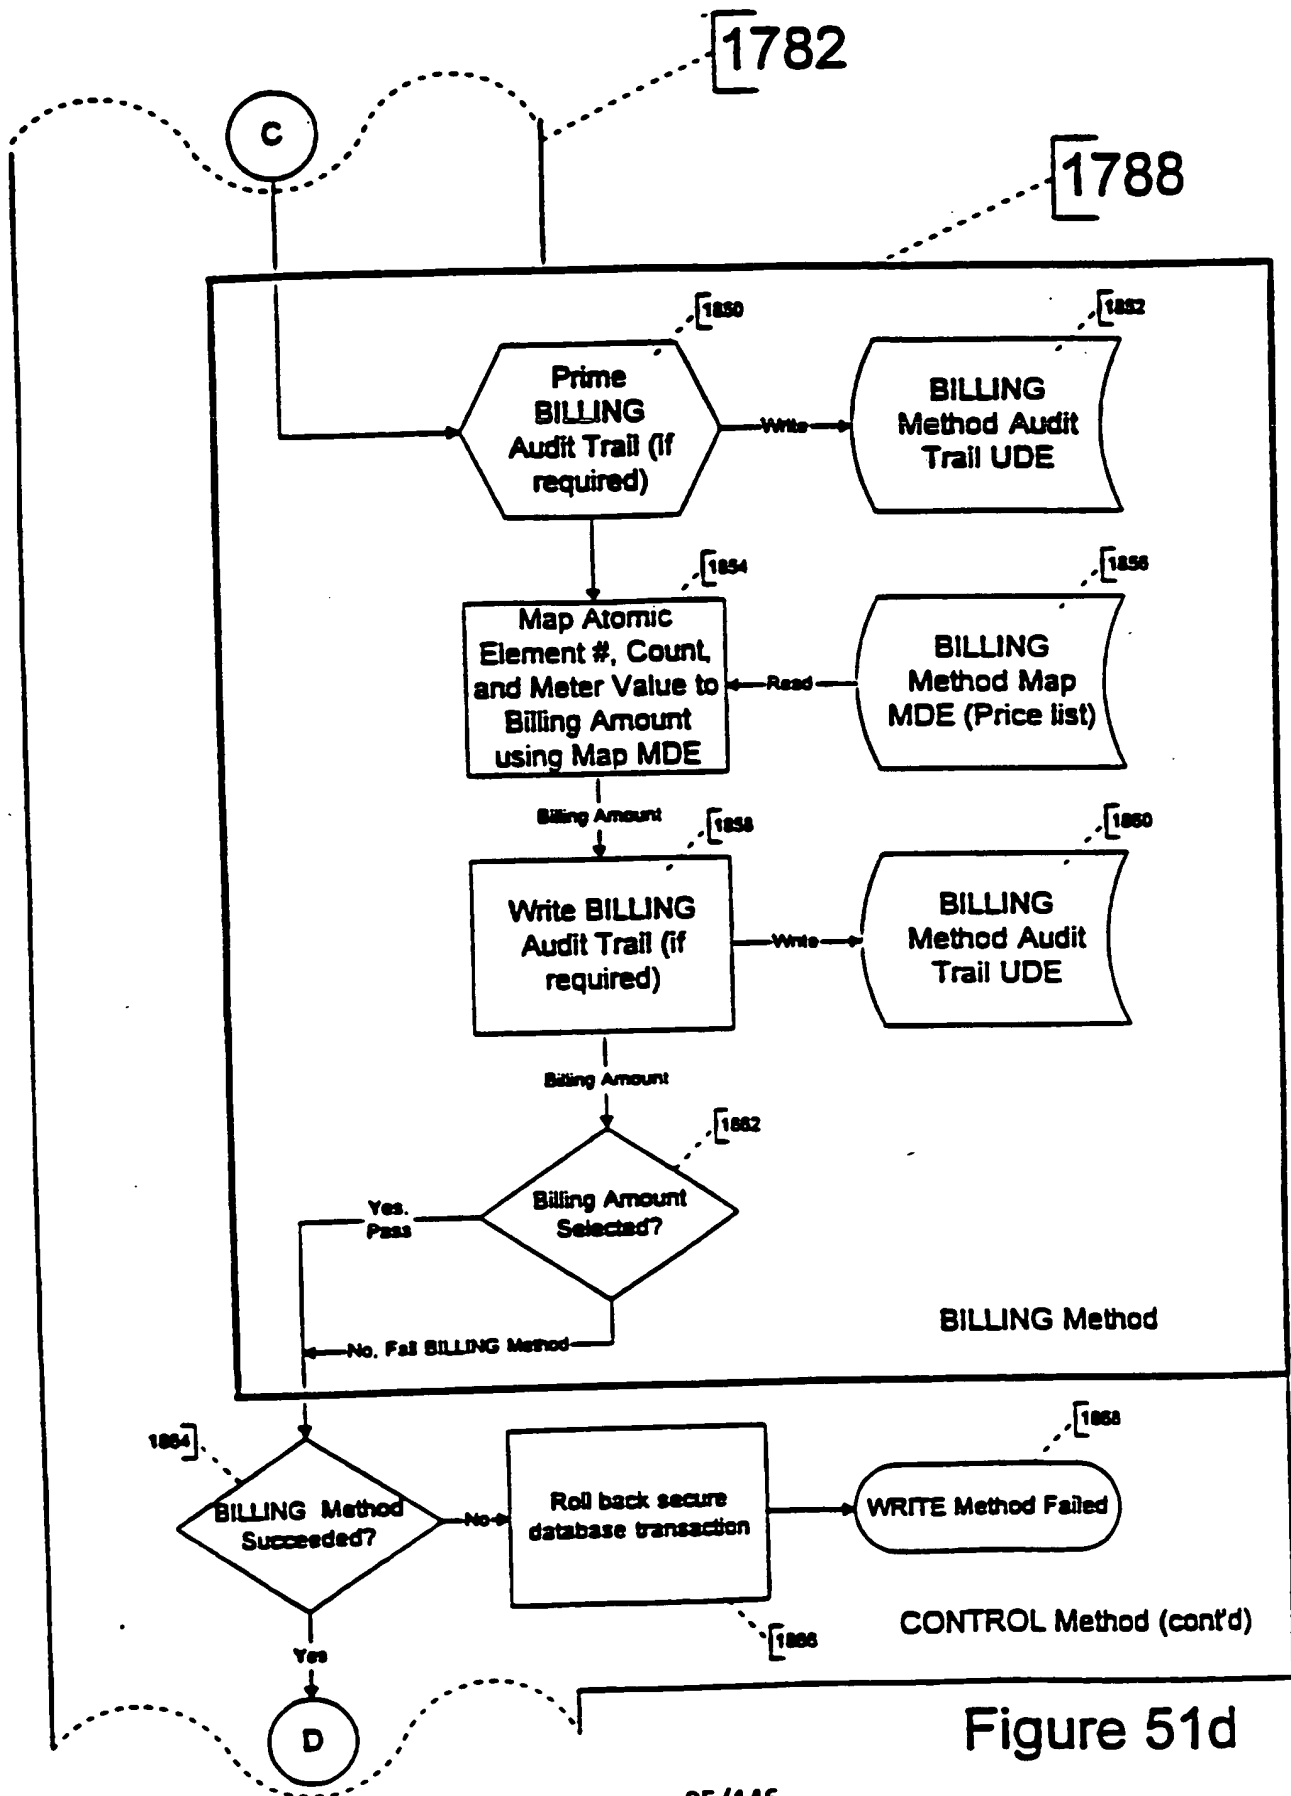 1782
C
1788
1850
1852
Prime
BILLING
Audit Trail (if
required)
Write
BILLING
Method Audit
Trail UDE
1854
1856
Map Atomic
Element #, Count,
and Meter Value to
Billing Amount
using Map MDE
Read
BILLING
Method Map
MDE (Price list)
Billing Amount
1858
1860
Write BILLING
Audit Trail (if
required)
Write
BILLING
Method Audit
Trail UDE
Billing Amount
1862
Billing Amount
Selected?
Yes.
Pass
No, Fail BILLING Method
BILLING Method
1864
1868
BILLING Method
Succeeded?
No
Roll back secure
database transaction
WRITE Method Failed
1866
CONTROL Method (cont'd)
Yes
D
Figure 51d